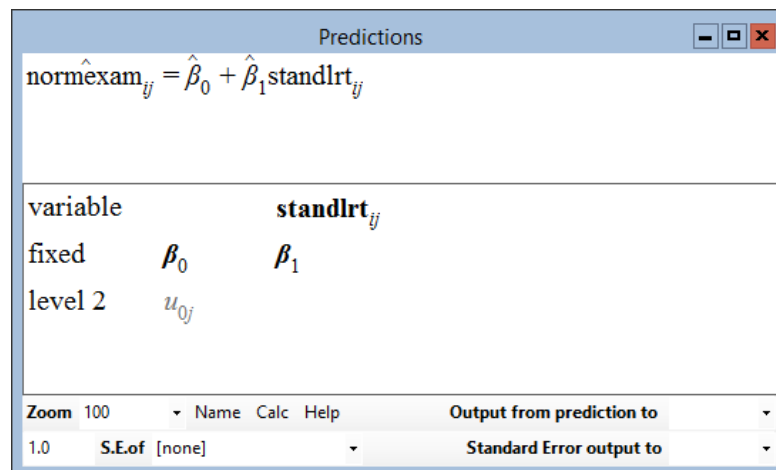 Predictions
normêxam_ij = β̂_0 + β̂_1standlrt_ij
variable standlrt_ij
fixed β_0 β_1
level 2 u_0j
Zoom 100 Name Calc Help Output from prediction to
1.0 S.E.of [none] Standard Error output to